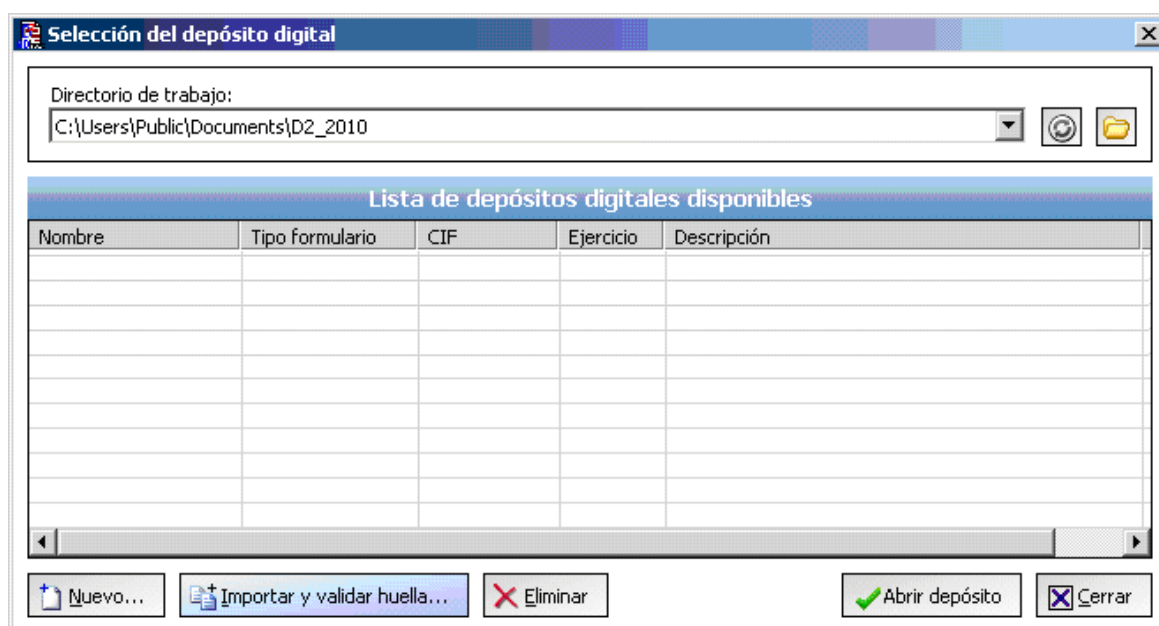 Selección del depósito digital
Directorio de trabajo:
C:\Users\Public\Documents\D2_2010
Lista de depósitos digitales disponibles
Nombre Tipo formulario CIF Ejercicio Descripción
Nuevo... Importar y validar huella... Eliminar Abrir depósito Cerrar